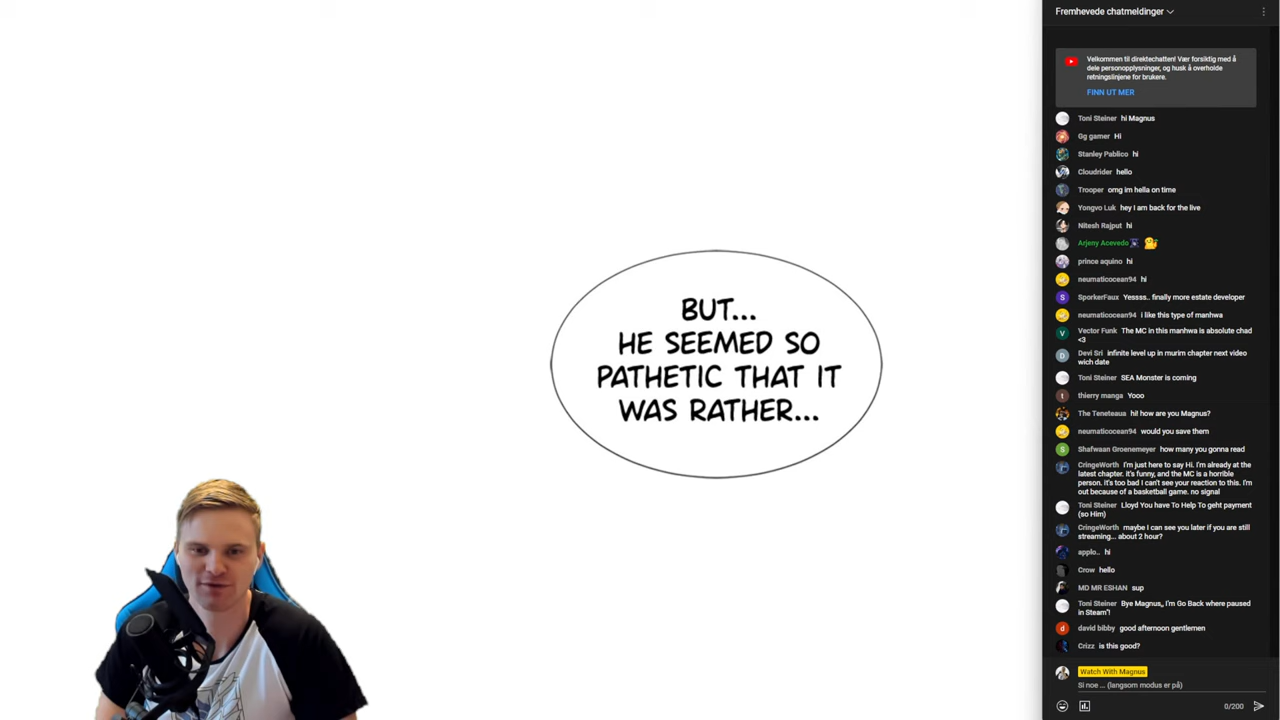 BUT...
HE SEEMED SO
PATHETIC THAT IT
WAS RATHER...
Fremhevede chatmeldinger
Velkommen til direktechatten! Vær forsiktig med å
dele personopplysninger, og husk å overholde
retningslinjene for brukere.
FINN UT MER
Toni Steiner hi Magnus
Gg gamer Hi
Stanley Pablico hi
Cloudrider hello
Trooper omg im hella on time
Yongvo Luk hey I am back for the live
Nitesh Rajput hi
Arjeny Acevedo
prince aquino hi
neumaticocean94 hi
S
SporkerFaux Yessss.. finally more estate developer
neumaticocean94 i like this type of manhwa
V
Vector Funk The MC in this manhwa is absolute chad
<3
Devi Sri infinite level up in murim chapter next video
wich date
Toni Steiner SEA Monster is coming
t
thierry manga Yooo
The Teneteaus hi! how are you Magnus?
neumaticocean94 would you save them
S
Shafwaan Groenemeyer how many you gonna read
CringeWorth I'm just here to say Hi. I'm already at the
latest chapter. it's funny, and the MC is a horrible
person. it's too bad I can't see your reaction to this. I'm
out because of a basketball game. no signal
Toni Steiner Lloyd You have To Help To geht payment
(so Him)
CringeWorth maybe I can see you later if you are still
streaming... about 2 hour?
applo.. hi
Crow hello
MD MR ESHAN sup
Toni Steiner Bye Magnus,, I'm Go Back where paused
in Steam"!
d
david bibby good afternoon gentlemen
Crizz is this good?
Watch With Magnus
Si noe ... (langsom modus er på)
0/200